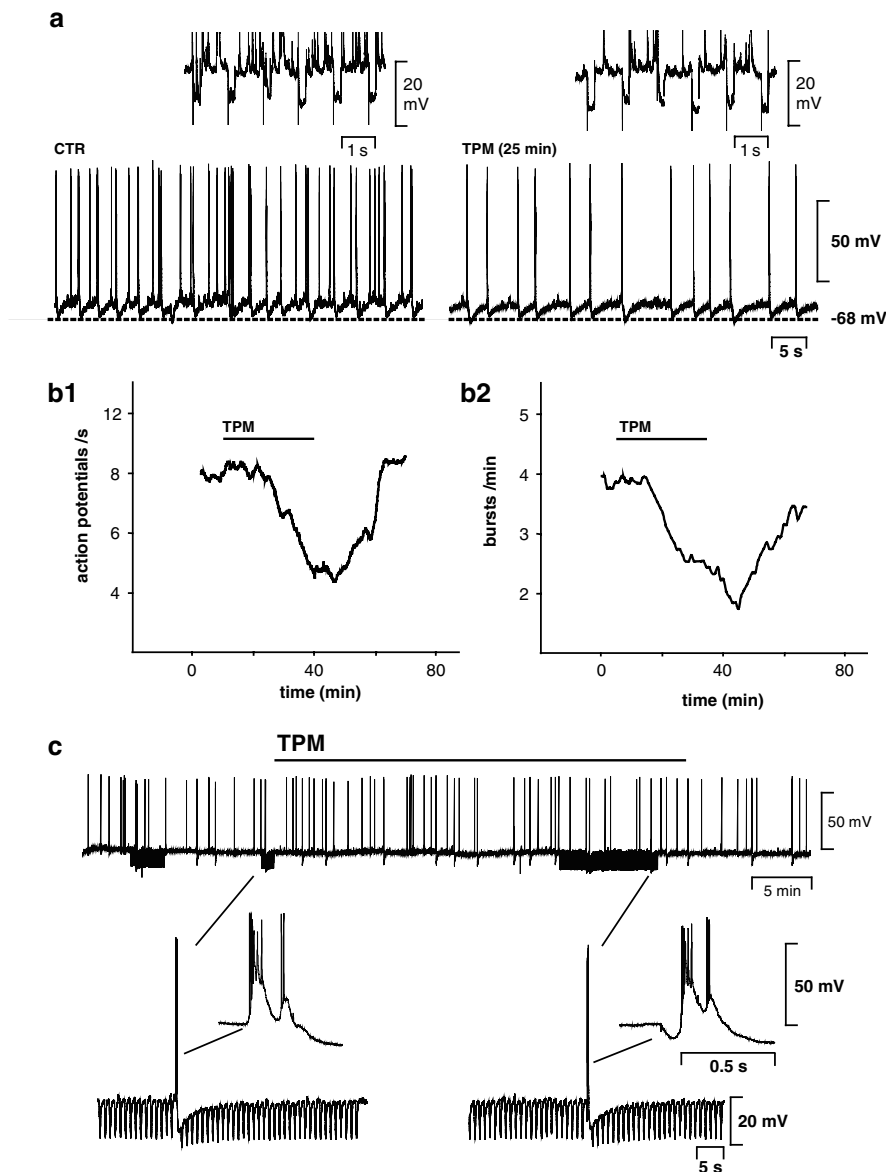 a
20 mV
1 s
20 mV
1 s
CTR
TPM (25 min)
50 mV
-68 mV
5 s
b1
TPM
action potentials /s
12
8
6
4
0
40
80
time (min)
b2
TPM
bursts /min
5
4
3
2
0
40
80
time (min)
c
TPM
50 mV
5 min
50 mV
0.5 s
20 mV
5 s